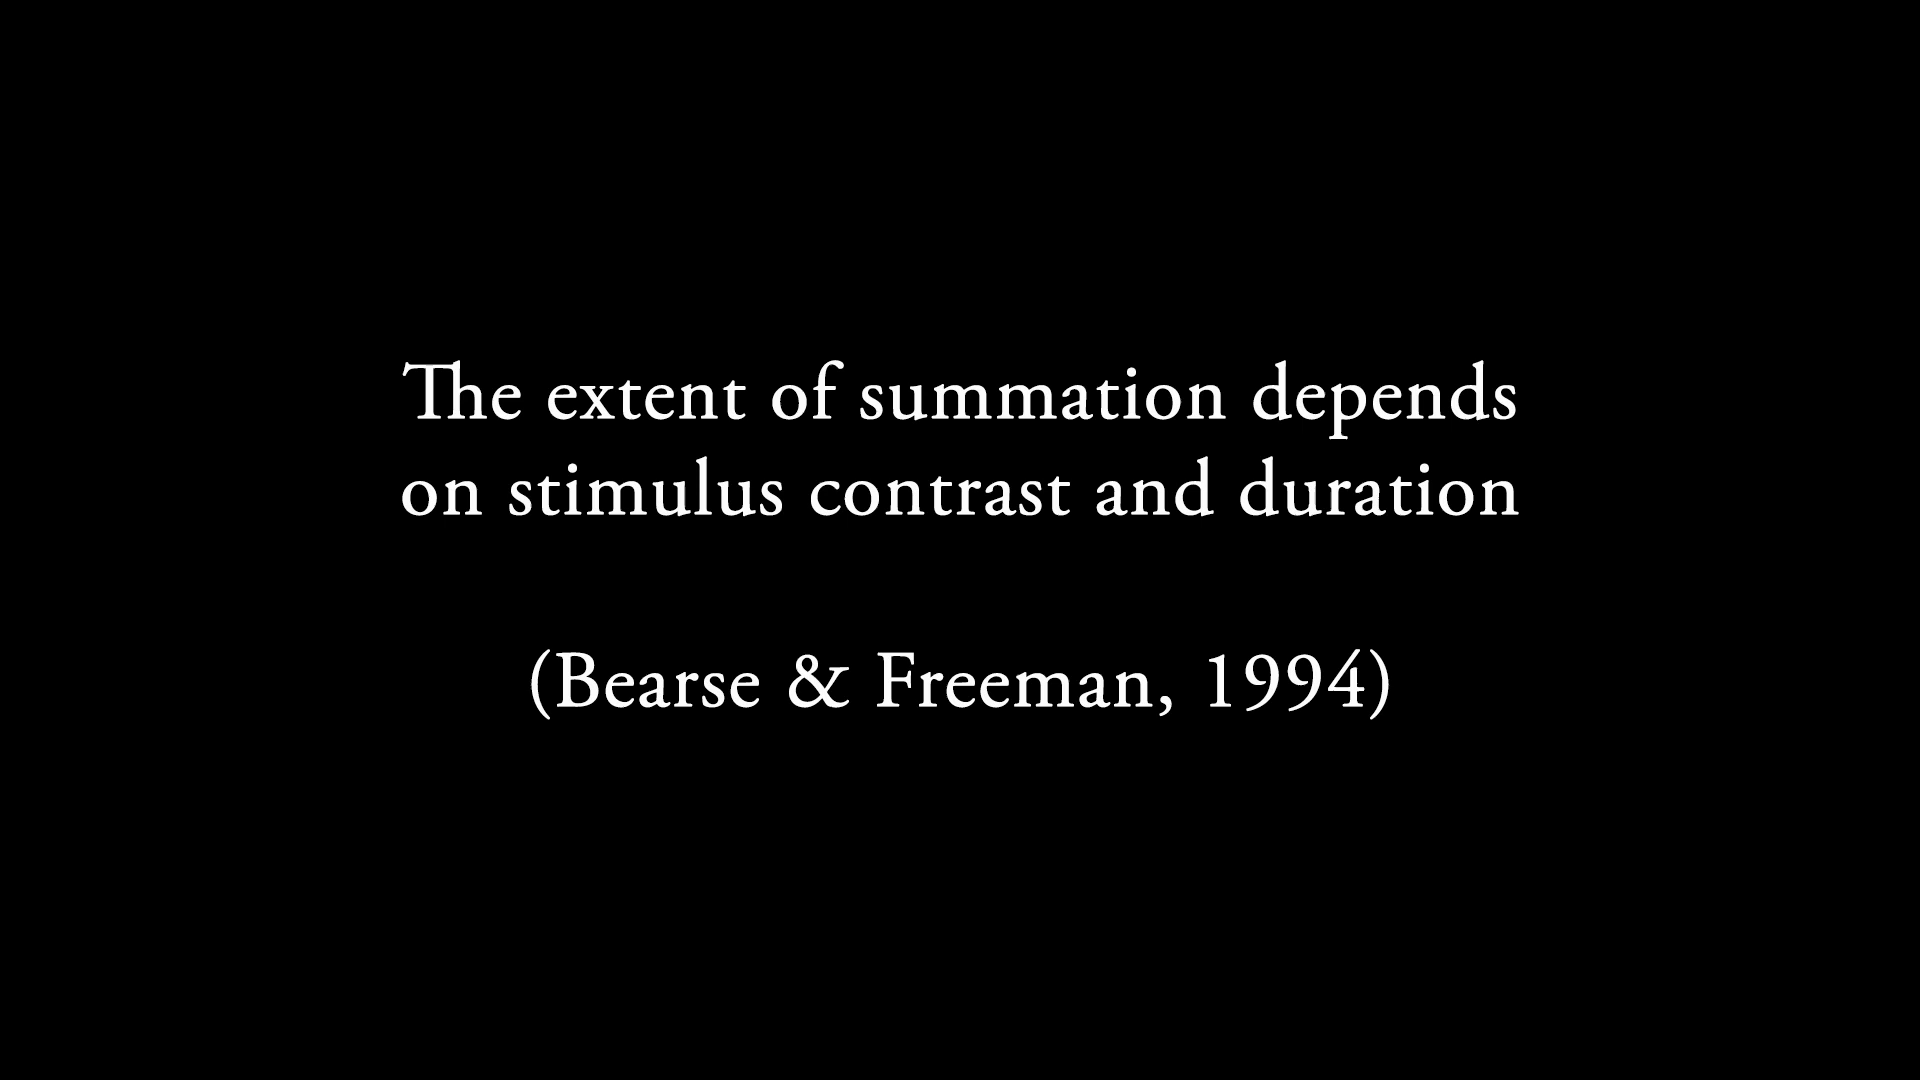 The extent of summation depends
on stimulus contrast and duration
(Bearse & Freeman, 1994)